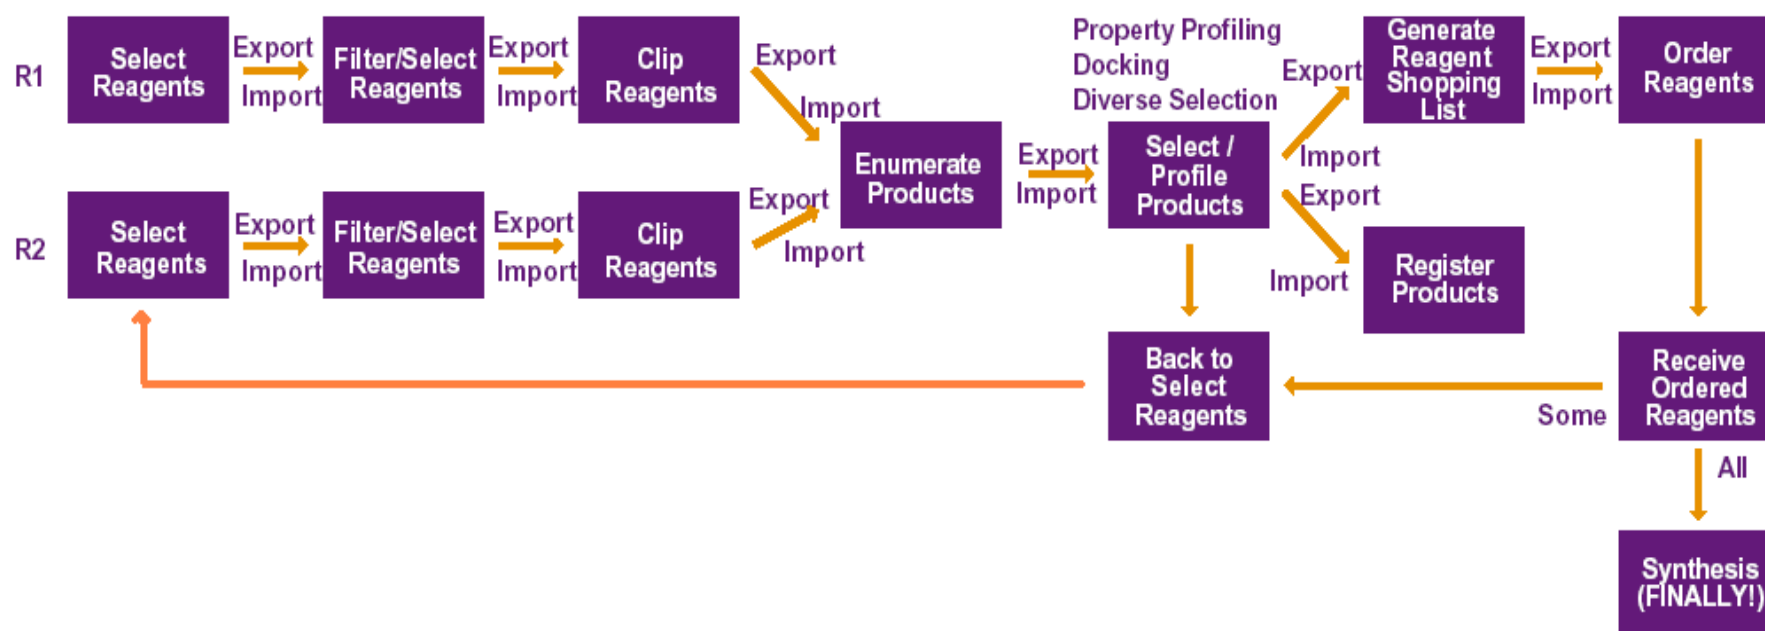 R1
Select
Reagents
Export
Import
Filter/Select
Reagents
Export
Import
Clip
Reagents
Export
Import
Property Profiling
Docking
Diverse Selection
Export
Import
Generate
Reagent
Shopping
List
Export
Import
Order
Reagents
Enumerate
Products
Export
Import
Select /
Profile
Products
R2
Select
Reagents
Export
Import
Filter/Select
Reagents
Export
Import
Clip
Reagents
Export
Import
Export
Import
Register
Products
Back to
Select
Reagents
Some
Receive
Ordered
Reagents
All
Synthesis
(FINALLY!)